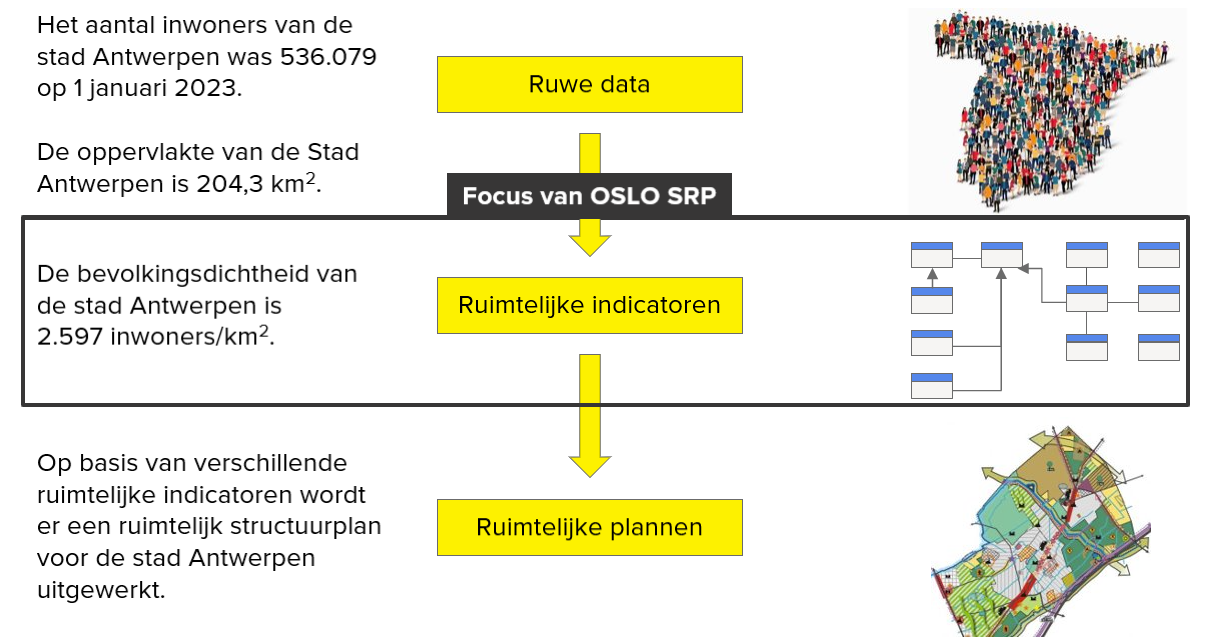 Het aantal inwoners van de
stad Antwerpen was 536.079
op 1 januari 2023.
De oppervlakte van de Stad
Antwerpen is 204,3 km².
Ruwe data
Focus van OSLO SRP
De bevolkingsdichtheid van
de stad Antwerpen is
2.597 inwoners/km².
Ruimtelijke indicatoren
Op basis van verschillende
ruimtelijke indicatoren wordt
er een ruimtelijk structuurplan
voor de stad Antwerpen
uitgewerkt.
Ruimtelijke plannen